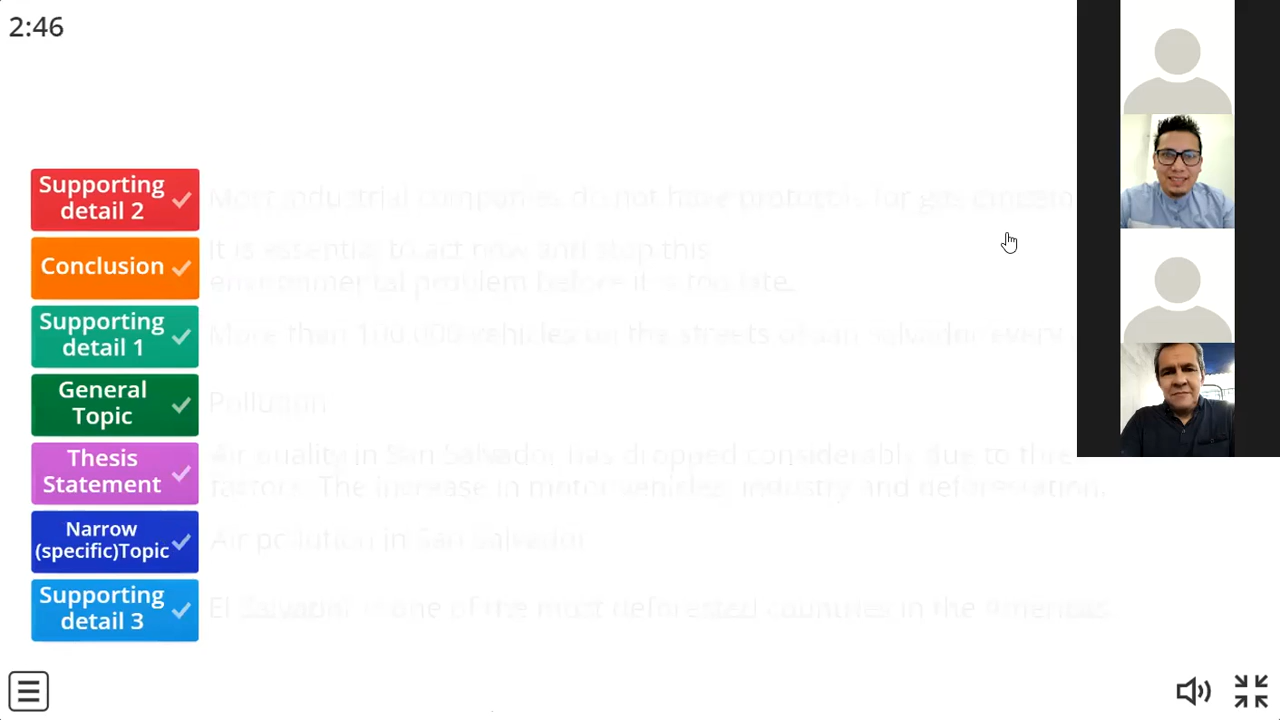 2:46
Supporting
detail 2
Most industrial companies do not have protocols for gas emission
Conclusion
It is essential to act now and stop this
environmental problem before it is too late.
Supporting
detail 1
More than 100,000 vehicles on the streets of san salvador every
General
Topic
Pollution
Thesis
Statement
Air quality in San Salvador has dropped considerably due to three
factors. The increase in motor vehicles, industry and deforestation.
Narrow
(specific)Topic
Air pollution in San Salvador
Supporting
detail 3
El Salvador is one of the most deforested countries in the Americas